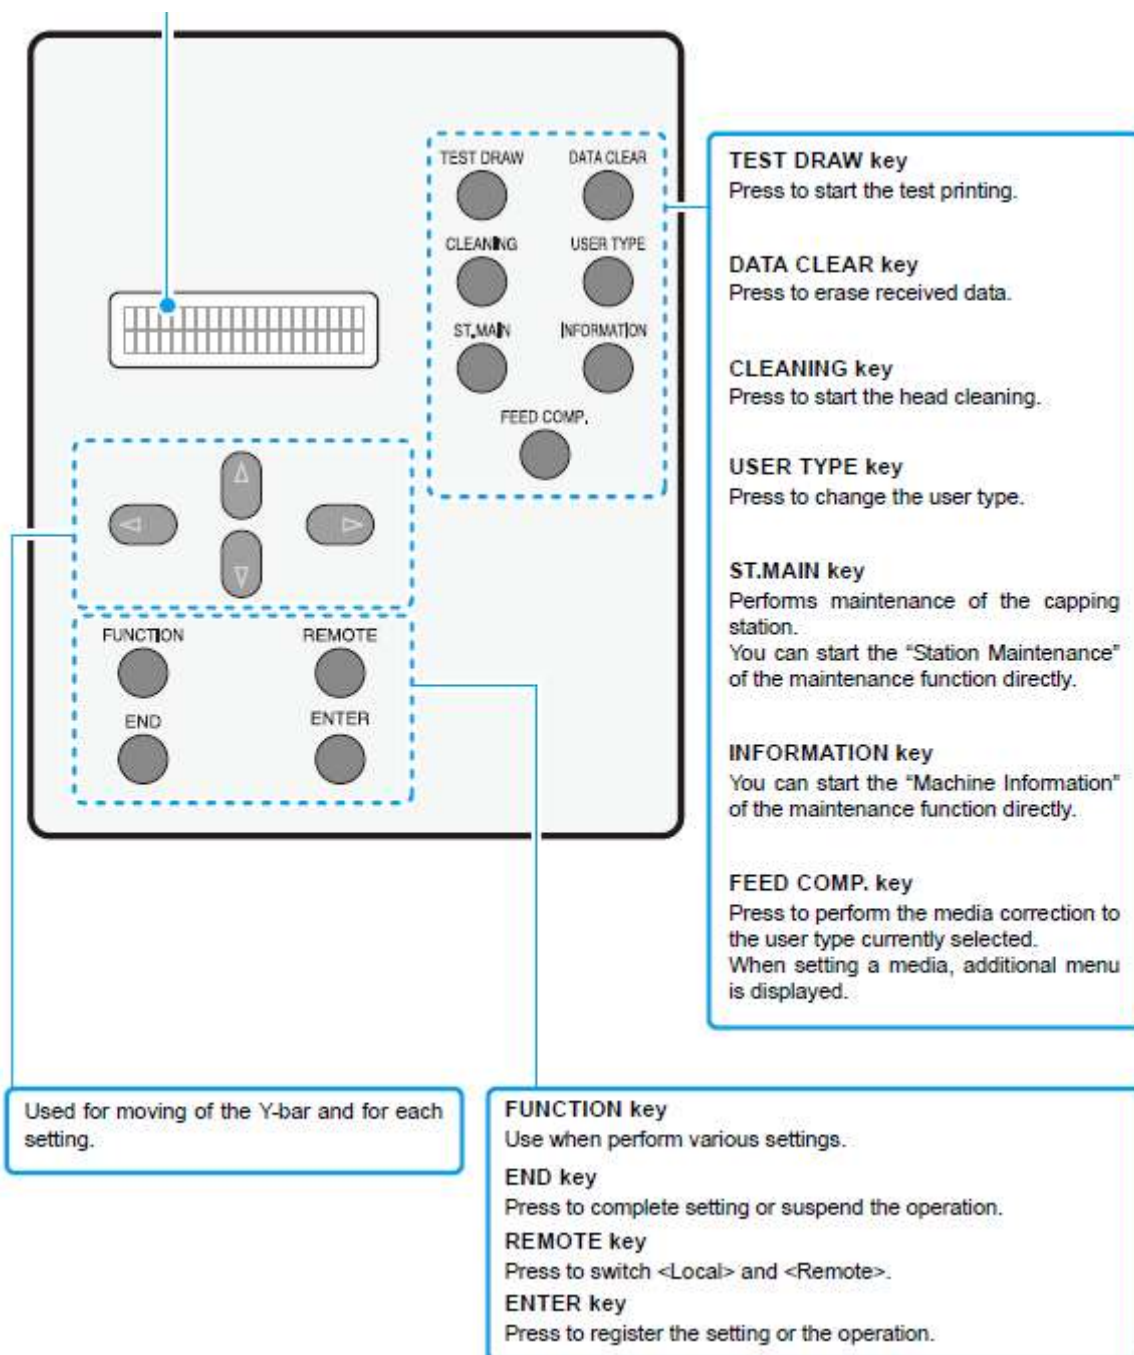 TEST DRAW DATA CLEAR
CLEANING USER TYPE
ST.MAIN INFORMATION
FEED COMP.
FUNCTION REMOTE
END ENTER
TEST DRAW key
Press to start the test printing.
DATA CLEAR key
Press to erase received data.
CLEANING key
Press to start the head cleaning.
USER TYPE key
Press to change the user type.
ST.MAIN key
Performs maintenance of the capping
station.
You can start the “Station Maintenance”
of the maintenance function directly.
INFORMATION key
You can start the “Machine Information”
of the maintenance function directly.
FEED COMP. key
Press to perform the media correction to
the user type currently selected.
When setting a media, additional menu
is displayed.
Used for moving of the Y-bar and for each
setting.
FUNCTION key
Use when perform various settings.
END key
Press to complete setting or suspend the operation.
REMOTE key
Press to switch <Local> and <Remote>.
ENTER key
Press to register the setting or the operation.